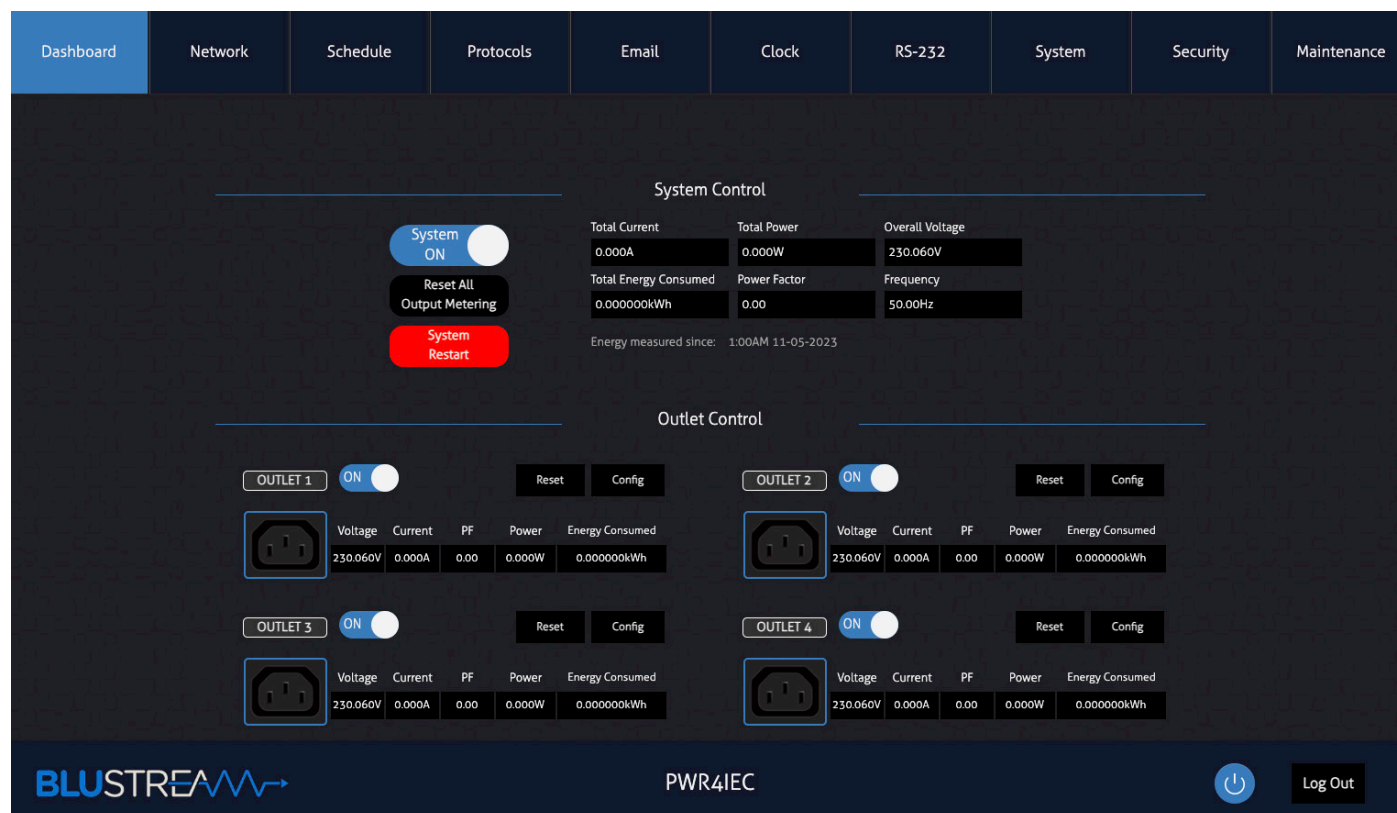 Dashboard Network Schedule Protocols Email Clock RS-232 System Security Maintenance
System Control
System
ON
Reset All
Output Metering
System
Restart
Total Current Total Power Overall Voltage
0.000A 0.000W 230.060V
Total Energy Consumed Power Factor Frequency
0.000000kWh 0.00 50.00Hz
Energy measured since: 1:00AM 11-05-2023
Outlet Control
OUTLET 1 ON Reset Config
Voltage Current PF Power Energy Consumed
230.060V 0.000A 0.00 0.000W 0.000000kWh
OUTLET 2 ON Reset Config
Voltage Current PF Power Energy Consumed
230.060V 0.000A 0.00 0.000W 0.000000kWh
OUTLET 3 ON Reset Config
Voltage Current PF Power Energy Consumed
230.060V 0.000A 0.00 0.000W 0.000000kWh
OUTLET 4 ON Reset Config
Voltage Current PF Power Energy Consumed
230.060V 0.000A 0.00 0.000W 0.000000kWh
BLUSTREAM PWR4IEC Log Out